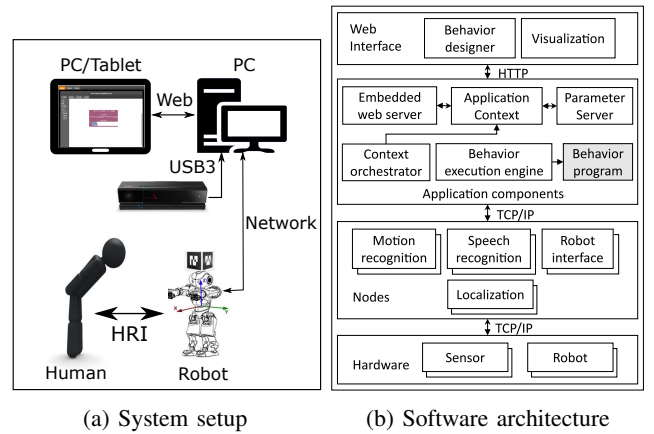 PC/Tablet
PC
Web
USB3
Network
HRI
Human
Robot
(a) System setup
Web
Interface
Behavior
designer
Visualization
HTTP
Embedded
web server
Application
Context
Parameter
Server
Context
orchestrator
Behavior
execution engine
Behavior
program
Application components
TCP/IP
Motion
recognition
Speech
recognition
Robot
interface
Nodes
Localization
TCP/IP
Hardware
Sensor
Robot
(b) Software architecture